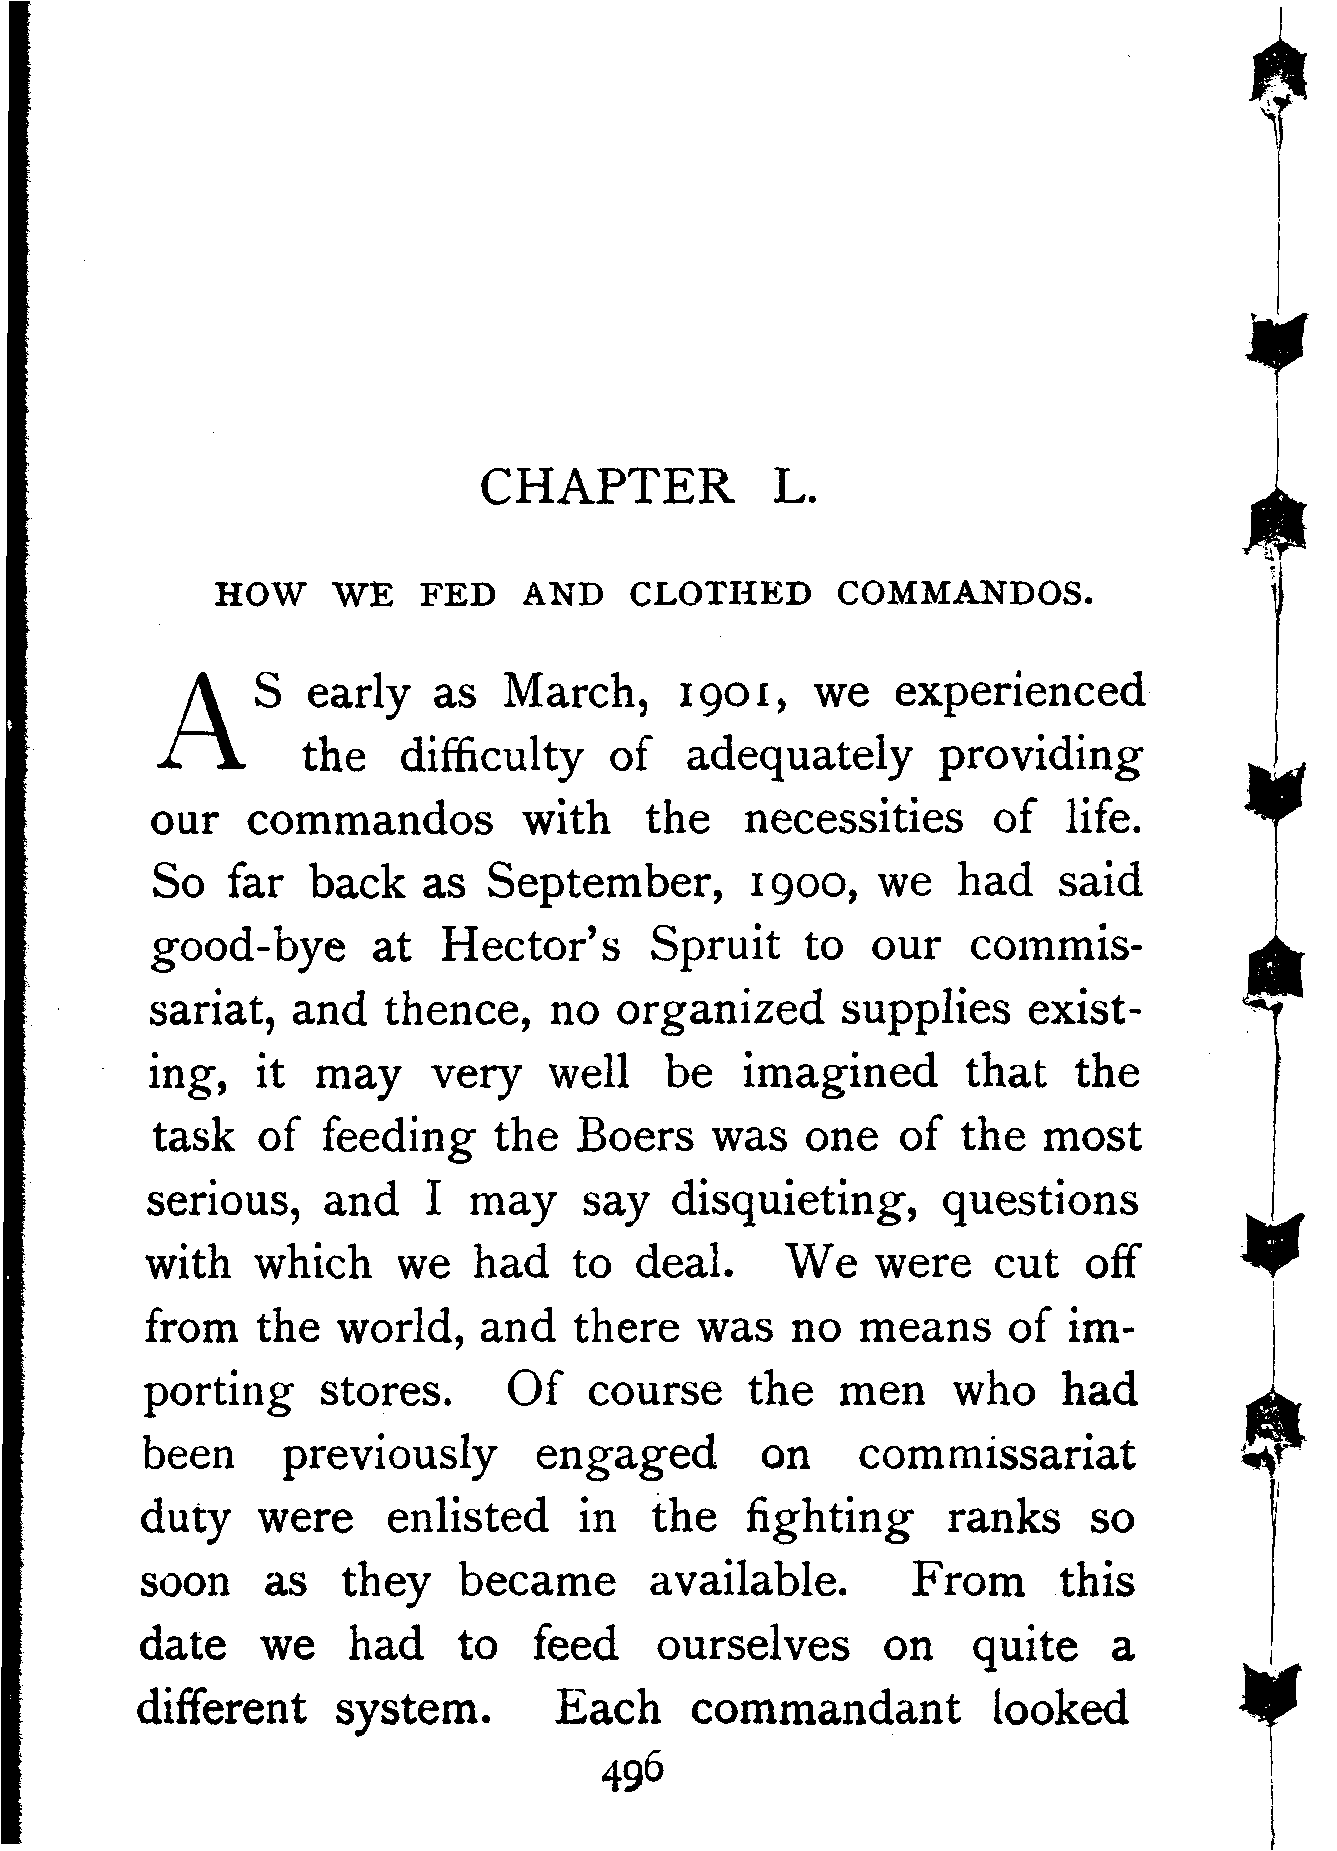 CHAPTER L.
HOW WE FED AND CLOTHED COMMANDOS.
AS early as March, 1901, we experienced
the difficulty of adequately providing
our commandos with the necessities of life.
So far back as September, 1900, we had said
good-bye at Hector's Spruit to our commis-
sariat, and thence, no organized supplies exist-
ing, it may very well be imagined that the
task of feeding the Boers was one of the most
serious, and I may say disquieting, questions
with which we had to deal. We were cut off
from the world, and there was no means of im-
porting stores. Of course the men who had
been previously engaged on commissariat
duty were enlisted in the fighting ranks so
soon as they became available. From this
date we had to feed ourselves on quite a
different system. Each commandant looked
496